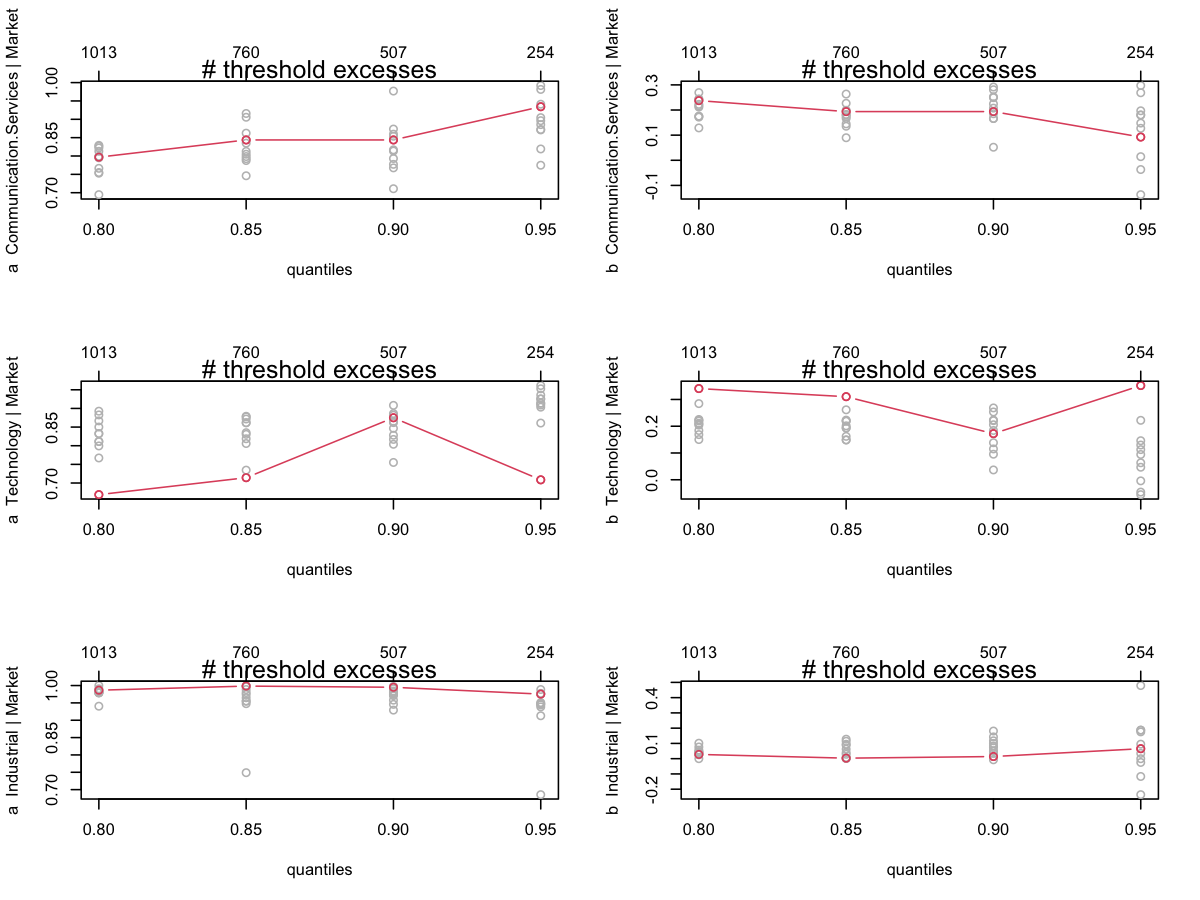 1013 760 507 254
# threshold excesses
a Communication.Services | Market
1.00
0.85
0.70
0.80 0.85 0.90 0.95
quantiles
1013 760 507 254
# threshold excesses
b Communication.Services | Market
0.3
0.1
-0.1
0.80 0.85 0.90 0.95
quantiles
1013 760 507 254
# threshold excesses
a Technology | Market
0.85
0.70
0.80 0.85 0.90 0.95
quantiles
1013 760 507 254
# threshold excesses
b Technology | Market
0.2
0.0
0.80 0.85 0.90 0.95
quantiles
1013 760 507 254
# threshold excesses
a Industrial | Market
1.00
0.85
0.70
0.80 0.85 0.90 0.95
quantiles
1013 760 507 254
# threshold excesses
b Industrial | Market
0.4
0.1
-0.2
0.80 0.85 0.90 0.95
quantiles